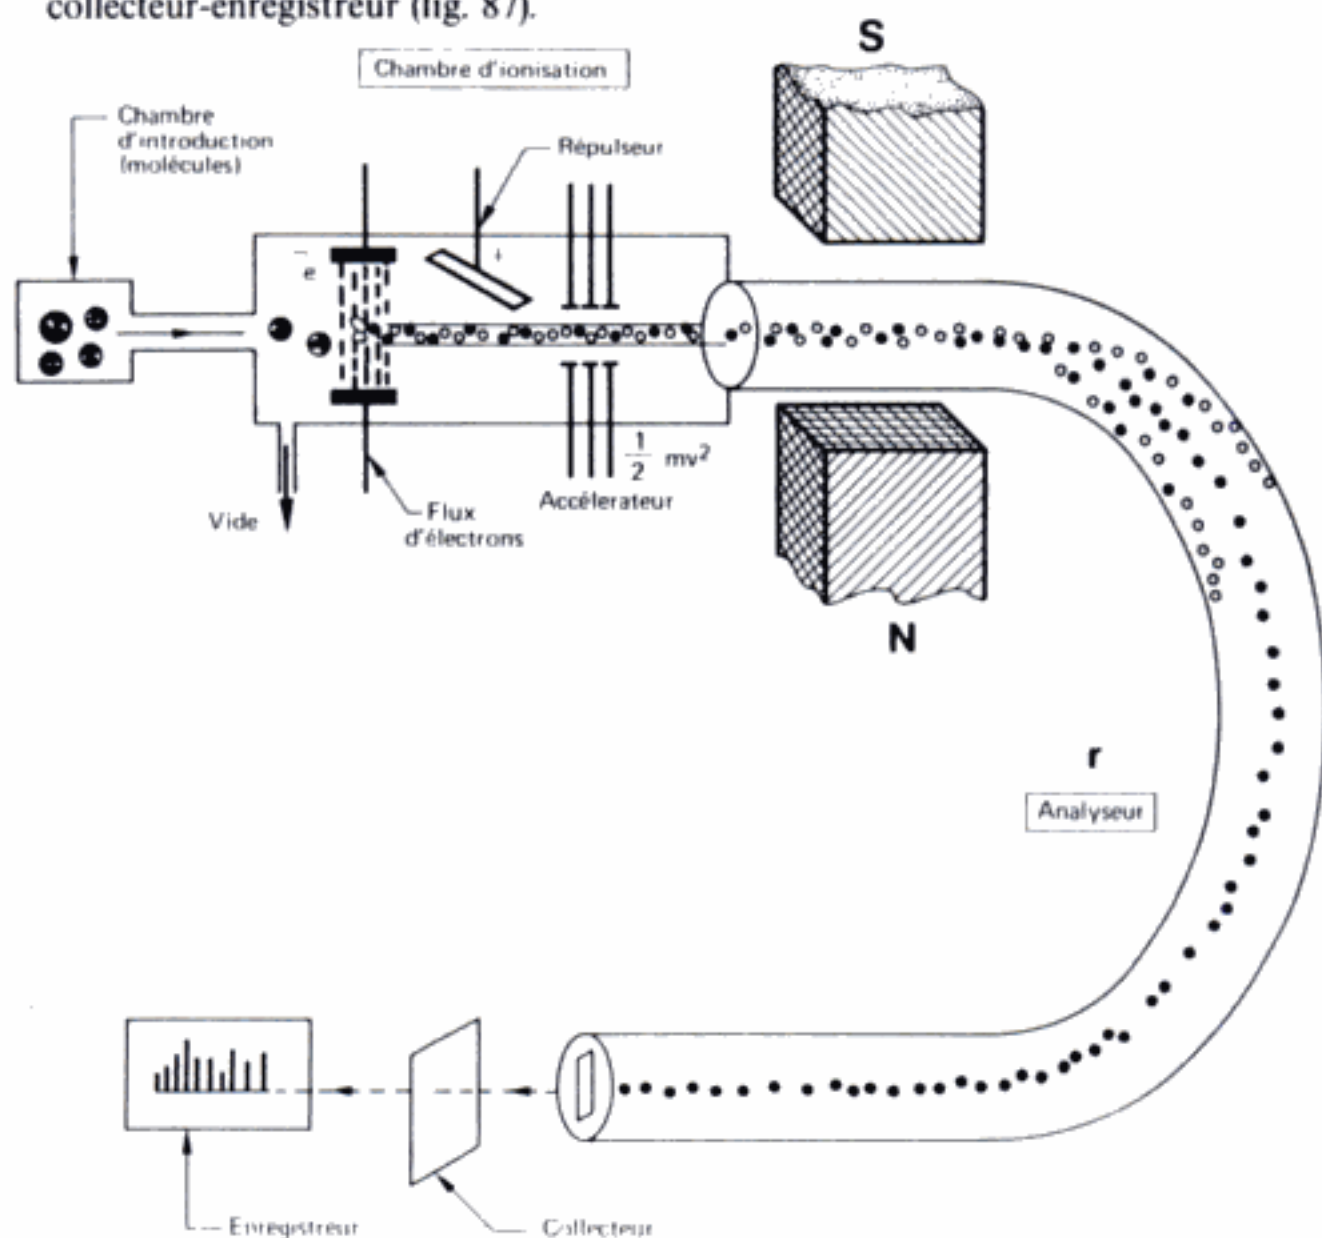 collecteur-enregistreur (fig. 87).
S
Chambre d'ionisation
Chambre
d'introduction
(molécules)
Répulseur
+
e
1/2 mv²
Accélerateur
Flux
d'électrons
Vide
N
r
Analyseur
Enregistreur
Collecteur